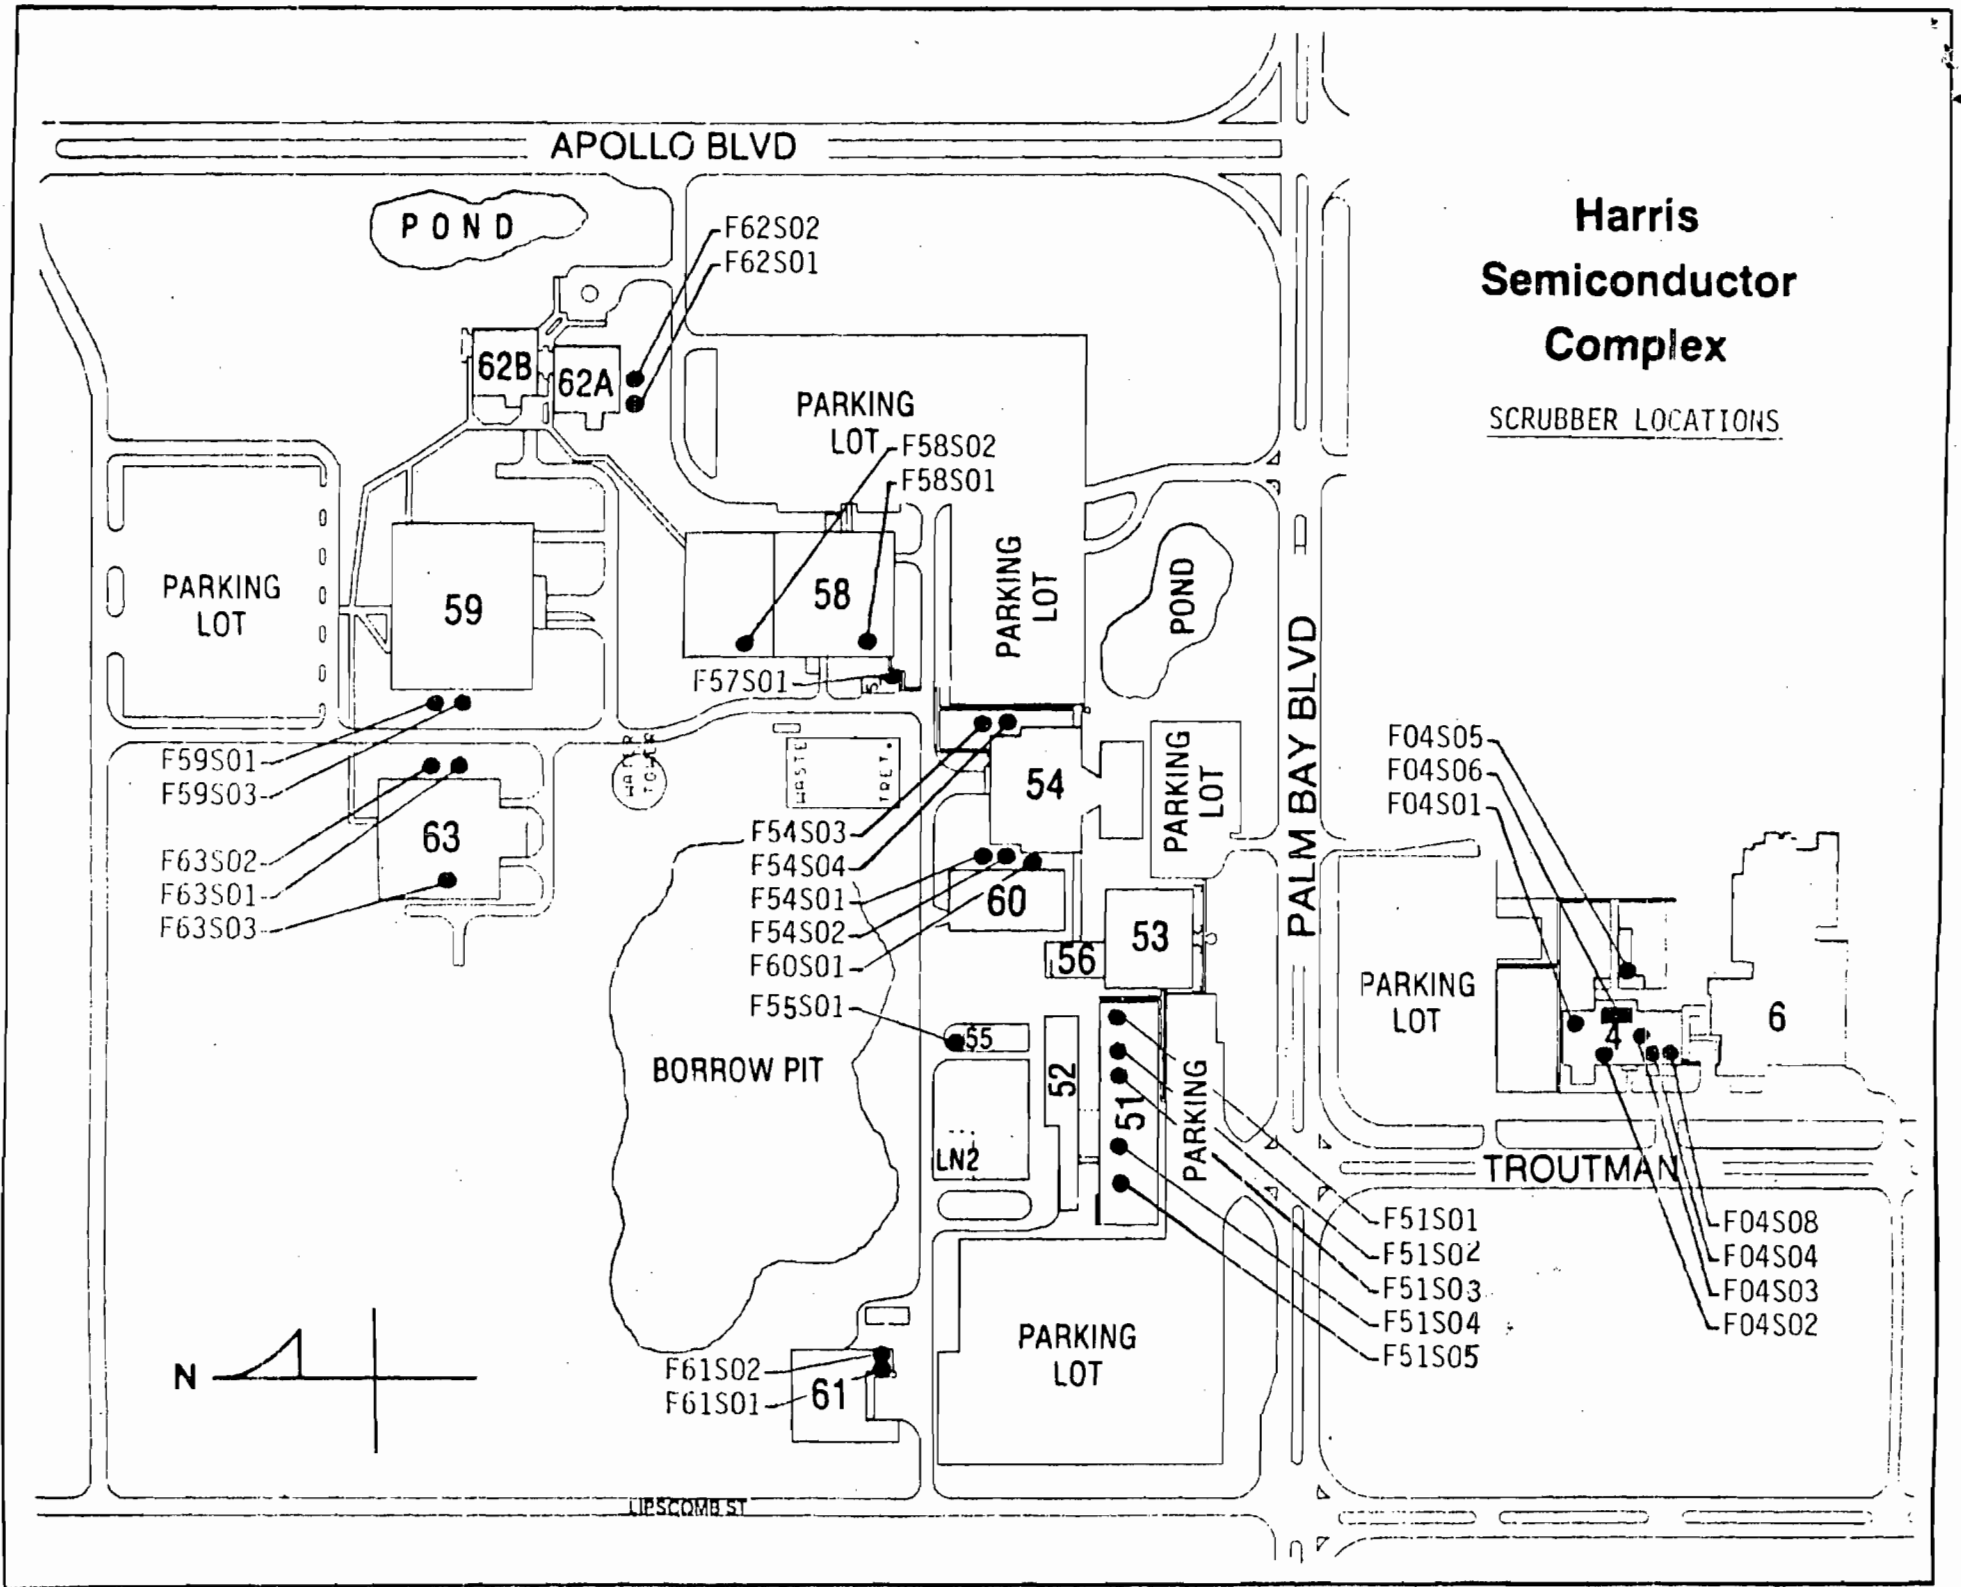 APOLLO BLVD
POND
F62S02
F62S01
Harris
Semiconductor
Complex
SCRUBBER LOCATIONS
62B
62A
PARKING
LOT
F58S02
F58S01
PARKING
LOT
59
58
PARKING
LOT
POND
PALM BAY BLVD
F57S01
F59S01
F59S03
WATER
TOWER
WASTE
TRET.
54
PARKING
LOT
F04S05
F04S06
F04S01
63
F63S02
F63S01
F63S03
F54S03
F54S04
F54S01
F54S02
F60S01
F55S01
60
53
56
55
PARKING
LOT
4
6
BORROW PIT
52
51
PARKING
LN2
TROUTMAN
F51S01
F51S02
F51S03
F51S04
F51S05
F04S08
F04S04
F04S03
F04S02
PARKING
LOT
N
F61S02
F61S01
61
LIPSCOMB ST